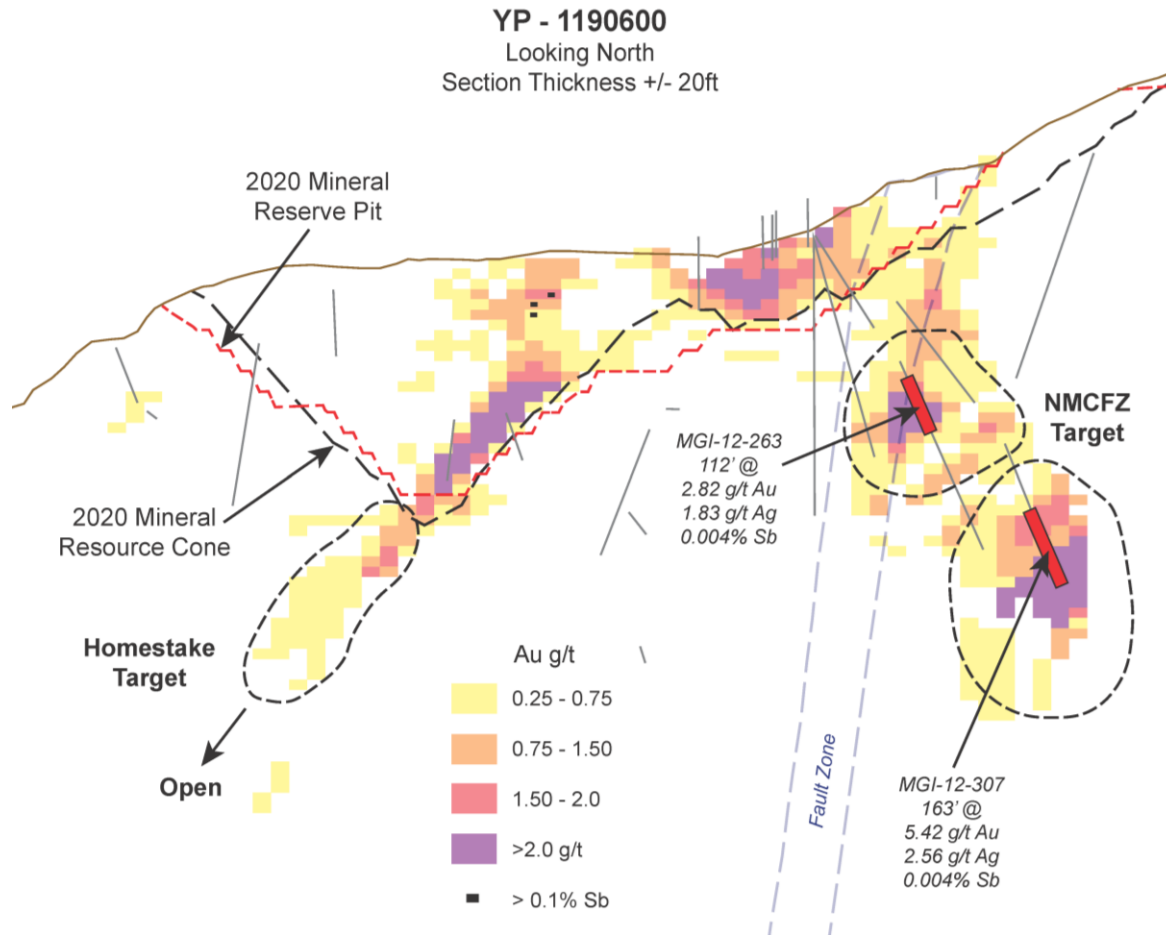 YP - 1190600
Looking North
Section Thickness +/- 20ft
2020 Mineral
Reserve Pit
2020 Mineral
Resource Cone
MGI-12-263
112' @
2.82 g/t Au
1.83 g/t Ag
0.004% Sb
NMCFZ
Target
Homestake
Target
Open
Au g/t
0.25 - 0.75
0.75 - 1.50
1.50 - 2.0
>2.0 g/t
> 0.1% Sb
Fault Zone
MGI-12-307
163' @
5.42 g/t Au
2.56 g/t Ag
0.004% Sb